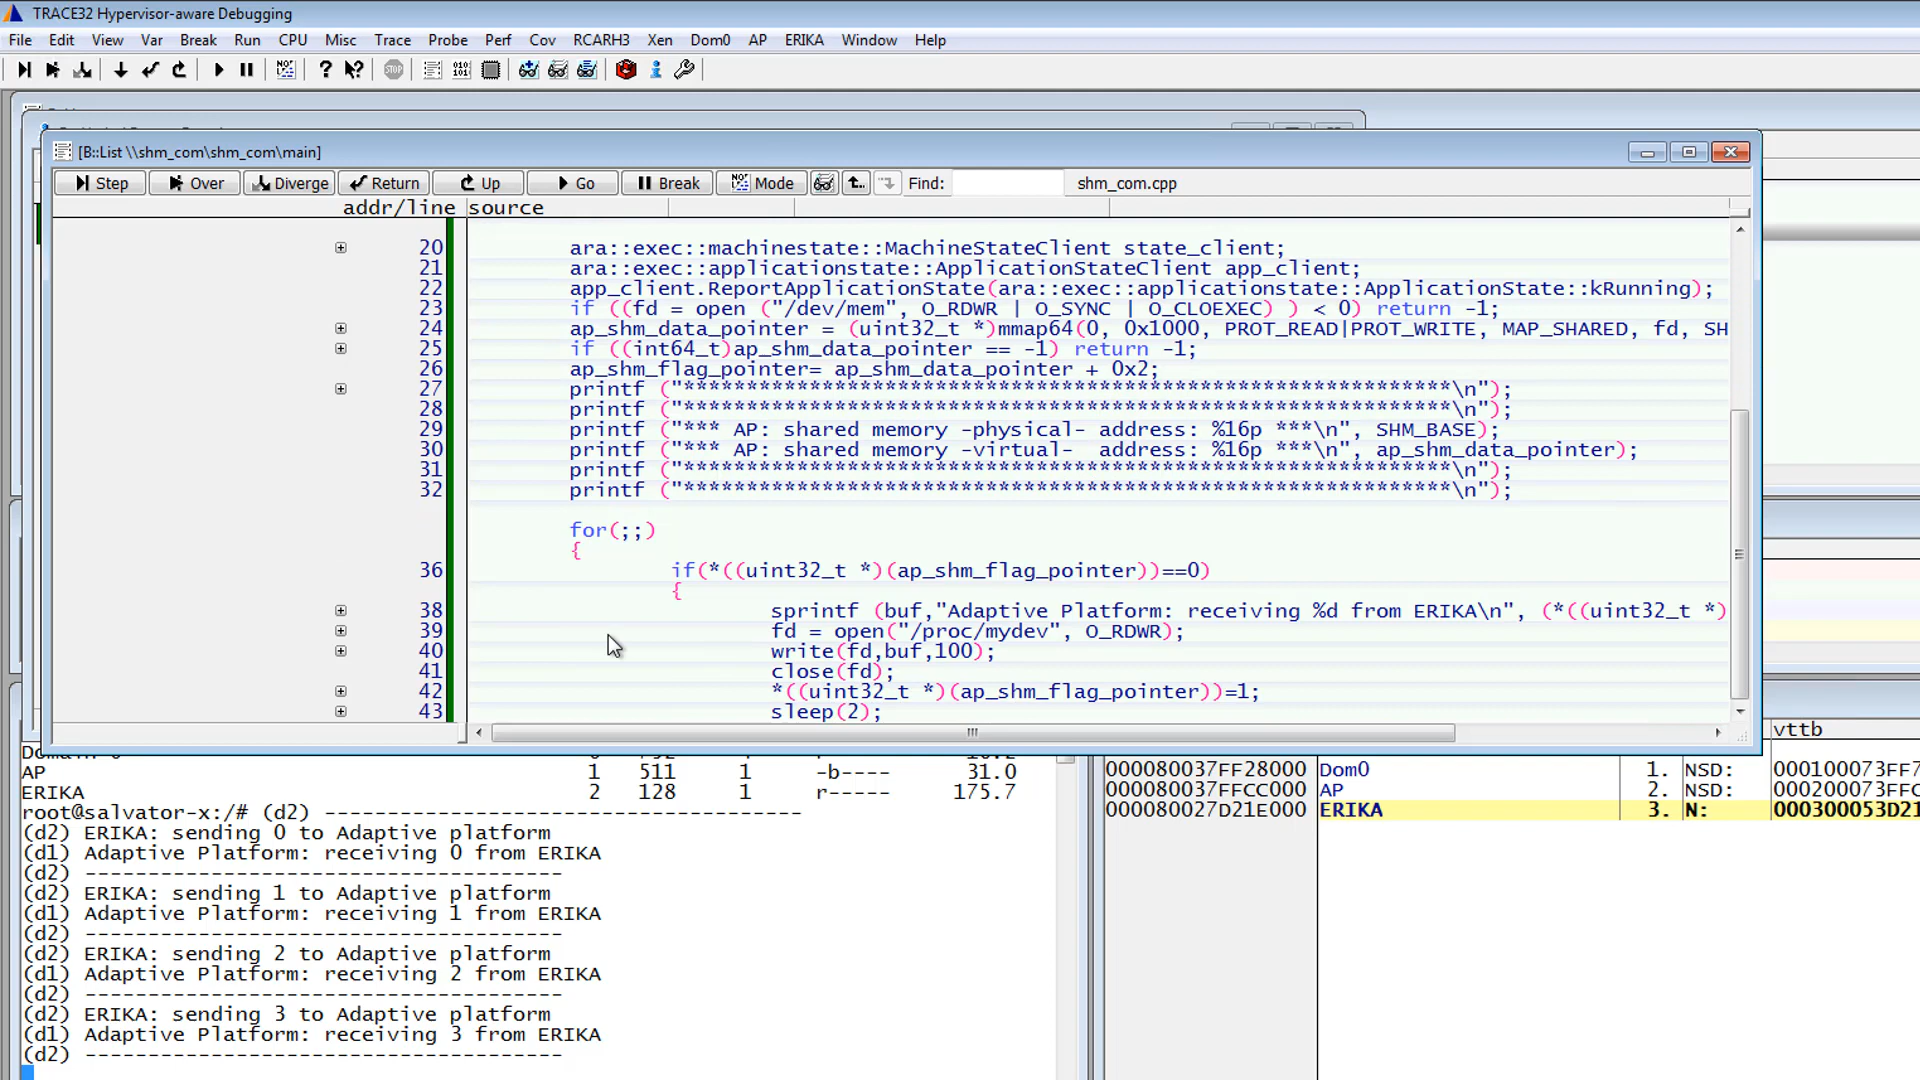 TRACE32 Hypervisor-aware Debugging
File Edit View Var Break Run CPU Misc Trace Probe Perf Cov RCARH3 Xen Dom0 AP ERIKA Window Help
[B::List \\shm_com\shm_com\main]
Step Over Diverge Return Up Go Break Mode Find: shm_com.cpp
addr/line source
20 ara::exec::machinestate::MachineStateClient state_client;
21 ara::exec::applicationstate::ApplicationStateClient app_client;
22 app_client.ReportApplicationState(ara::exec::applicationstate::ApplicationState::kRunning);
23 if ((fd = open ("/dev/mem", O_RDWR | O_SYNC | O_CLOEXEC) ) < 0) return -1;
24 ap_shm_data_pointer = (uint32_t *)mmap64(0, 0x1000, PROT_READ|PROT_WRITE, MAP_SHARED, fd, SH
25 if ((int64_t)ap_shm_data_pointer == -1) return -1;
26 ap_shm_flag_pointer= ap_shm_data_pointer + 0x2;
27 printf ("*************************************************************\n");
28 printf ("*************************************************************\n");
29 printf ("*** AP: shared memory -physical- address: %16p ***\n", SHM_BASE);
30 printf ("*** AP: shared memory -virtual-  address: %16p ***\n", ap_shm_data_pointer);
31 printf ("*************************************************************\n");
32 printf ("*************************************************************\n");
for(;;)
{
36 if(*((uint32_t *)(ap_shm_flag_pointer))==0)
{
38 sprintf (buf,"Adaptive Platform: receiving %d from ERIKA\n", (*((uint32_t *)
39 fd = open("/proc/mydev", O_RDWR);
40 write(fd,buf,100);
41 close(fd);
42 *((uint32_t *)(ap_shm_flag_pointer))=1;
43 sleep(2);
AP 1 511 1 -b---- 31.0
ERIKA 2 128 1 r----- 175.7
root@salvator-x:/# (d2) --------------------------------------
(d2) ERIKA: sending 0 to Adaptive platform
(d1) Adaptive Platform: receiving 0 from ERIKA
(d2) --------------------------------------
(d2) ERIKA: sending 1 to Adaptive platform
(d1) Adaptive Platform: receiving 1 from ERIKA
(d2) --------------------------------------
(d2) ERIKA: sending 2 to Adaptive platform
(d1) Adaptive Platform: receiving 2 from ERIKA
(d2) --------------------------------------
(d2) ERIKA: sending 3 to Adaptive platform
(d1) Adaptive Platform: receiving 3 from ERIKA
(d2) --------------------------------------
vttb
000080037FF28000 Dom0 1. NSD: 000100073FF7
000080037FFCC000 AP 2. NSD: 000200073FFC
000080027D21E000 ERIKA 3. N: 000300053D21